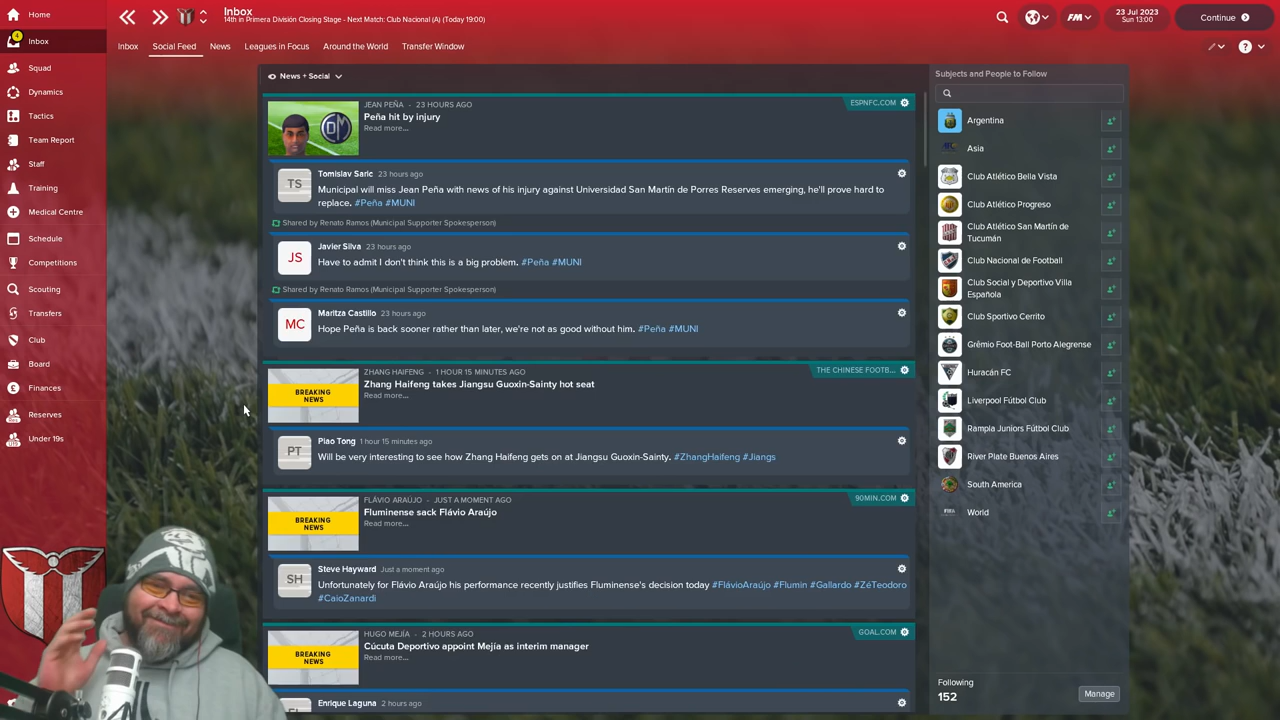 Home
4
Inbox
Squad
Dynamics
Tactics
Team Report
Staff
Training
Medical Centre
Schedule
Competitions
Scouting
Transfers
Club
Board
Finances
Reserves
Under 19s
Inbox
14th in Primera División Closing Stage - Next Match: Club Nacional (A) (Today 19:00)
FM
23 Jul 2023
Sun 13:00
Continue
Inbox
Social Feed
News
Leagues in Focus
Around the World
Transfer Window
?
News + Social
JEAN PEÑA - 23 HOURS AGO
ESPNFC.COM
Peña hit by injury
Read more...
TS
Tomislav Saric 23 hours ago
Municipal will miss Jean Peña with news of his injury against Universidad San Martín de Porres Reserves emerging, he'll prove hard to
replace. #Peña #MUNI
Shared by Renato Ramos (Municipal Supporter Spokesperson)
JS
Javier Silva 23 hours ago
Have to admit I don't think this is a big problem. #Peña #MUNI
Shared by Renato Ramos (Municipal Supporter Spokesperson)
MC
Maritza Castillo 23 hours ago
Hope Peña is back sooner rather than later, we're not as good without him. #Peña #MUNI
ZHANG HAIFENG - 1 HOUR 15 MINUTES AGO
THE CHINESE FOOTB...
BREAKING
NEWS
Zhang Haifeng takes Jiangsu Guoxin-Sainty hot seat
Read more...
PT
Piao Tong 1 hour 15 minutes ago
Will be very interesting to see how Zhang Haifeng gets on at Jiangsu Guoxin-Sainty. #ZhangHaifeng #Jiangs
FLÁVIO ARAÚJO - JUST A MOMENT AGO
90MIN.COM
BREAKING
NEWS
Fluminense sack Flávio Araújo
Read more...
SH
Steve Hayward Just a moment ago
Unfortunately for Flávio Araújo his performance recently justifies Fluminense's decision today #FlávioAraújo #Flumin #Gallardo #ZéTeodoro
#CaioZanardi
HUGO MEJÍA - 2 HOURS AGO
GOAL.COM
BREAKING
NEWS
Cúcuta Deportivo appoint Mejía as interim manager
Read more...
Enrique Laguna 2 hours ago
Subjects and People to Follow
Argentina
Asia
Club Atlético Bella Vista
Club Atlético Progreso
Club Atlético San Martín de
Tucumán
Club Nacional de Football
Club Social y Deportivo Villa
Española
Club Sportivo Cerrito
Grêmio Foot-Ball Porto Alegrense
Huracán FC
Liverpool Fútbol Club
Rampla Juniors Fútbol Club
River Plate Buenos Aires
South America
World
Following
152
Manage